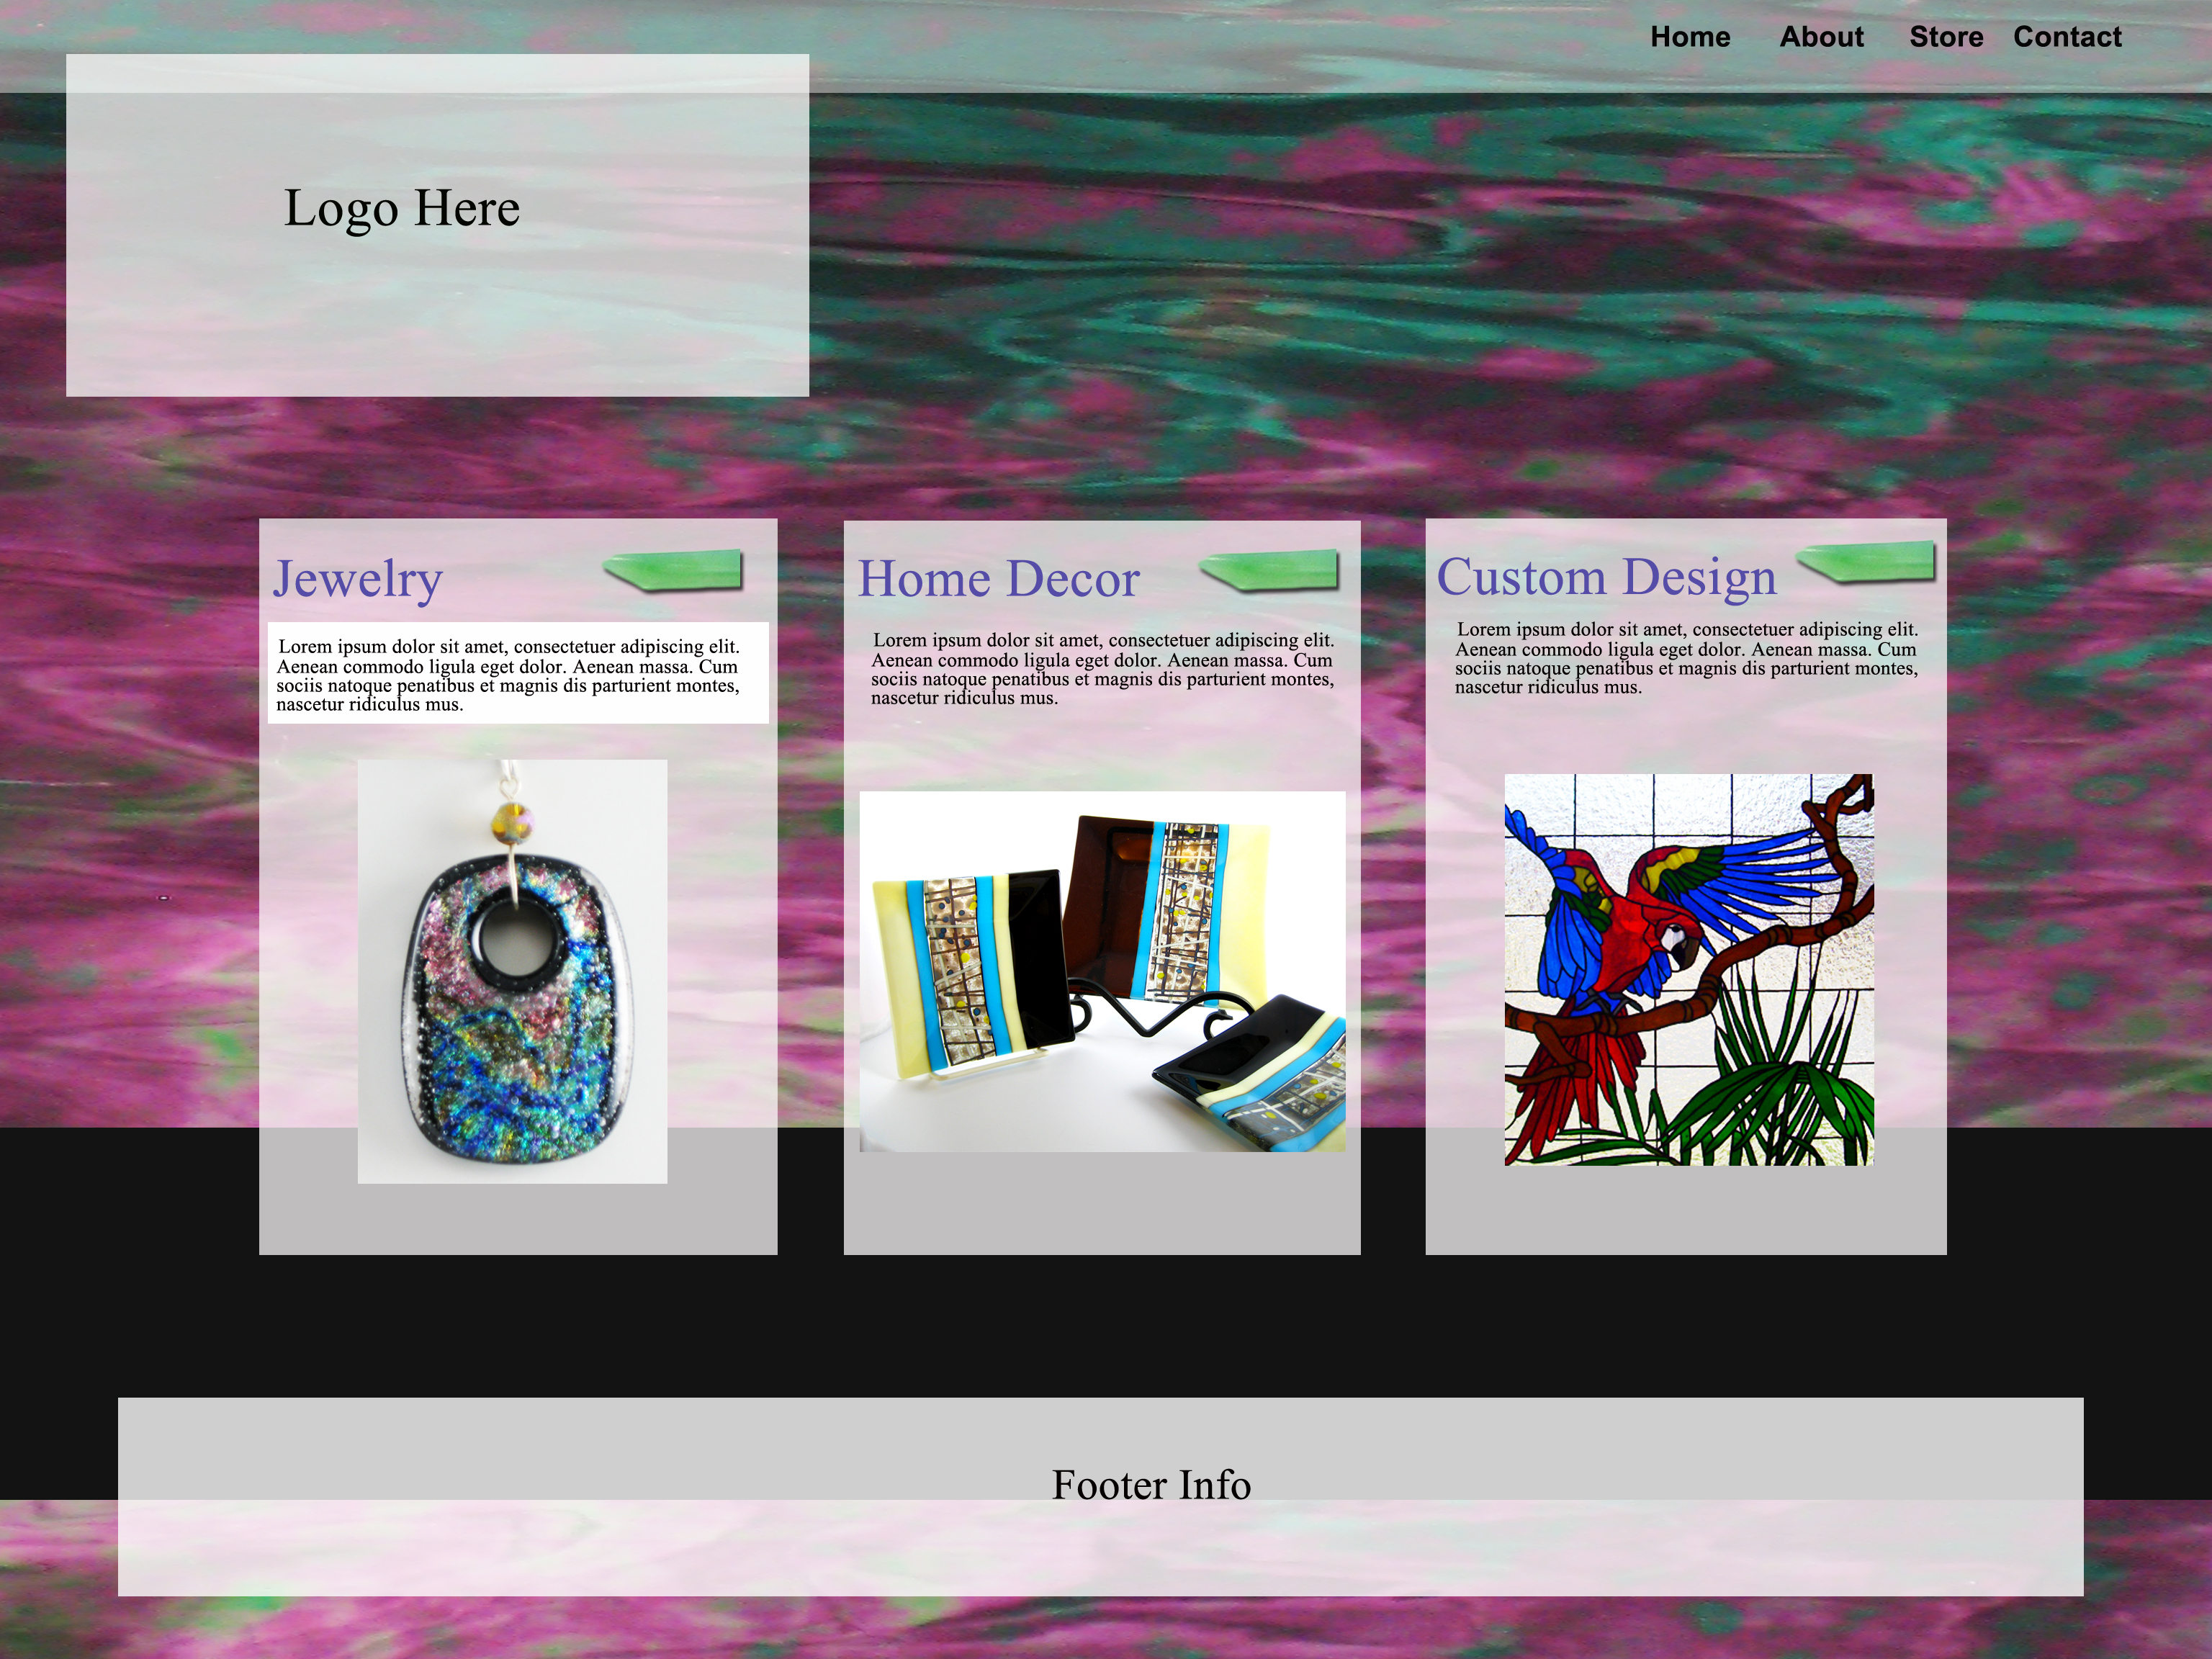 Home About Store Contact
Logo Here
Jewelry
Lorem ipsum dolor sit amet, consectetuer adipiscing elit.
Aenean commodo ligula eget dolor. Aenean massa. Cum
sociis natoque penatibus et magnis dis parturient montes,
nascetur ridiculus mus.
Home Decor
Lorem ipsum dolor sit amet, consectetuer adipiscing elit.
Aenean commodo ligula eget dolor. Aenean massa. Cum
sociis natoque penatibus et magnis dis parturient montes,
nascetur ridiculus mus.
Custom Design
Lorem ipsum dolor sit amet, consectetuer adipiscing elit.
Aenean commodo ligula eget dolor. Aenean massa. Cum
sociis natoque penatibus et magnis dis parturient montes,
nascetur ridiculus mus.
Footer Info